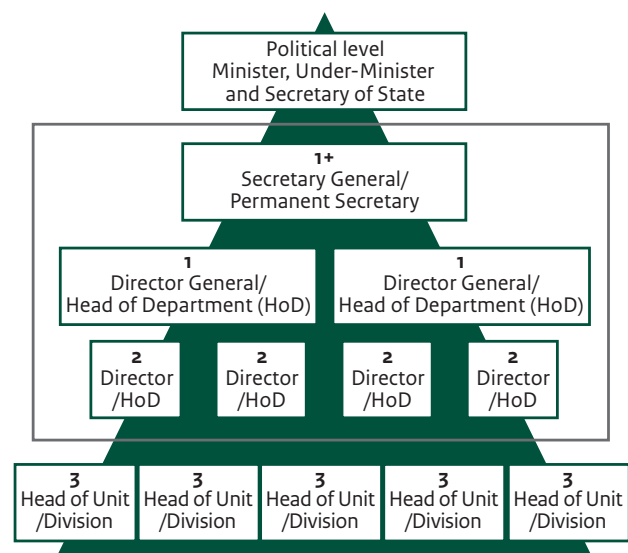 Political level
Minister, Under-Minister
and Secretary of State
1+
Secretary General/
Permanent Secretary
1
Director General/
Head of Department (HoD)
1
Director General/
Head of Department (HoD)
2
Director
/HoD
2
Director
/HoD
2
Director
/HoD
2
Director
/HoD
3
Head of Unit
/Division
3
Head of Unit
/Division
3
Head of Unit
/Division
3
Head of Unit
/Division
3
Head of Unit
/Division